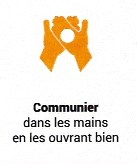 Communier
dans les mains
en les ouvrant bien